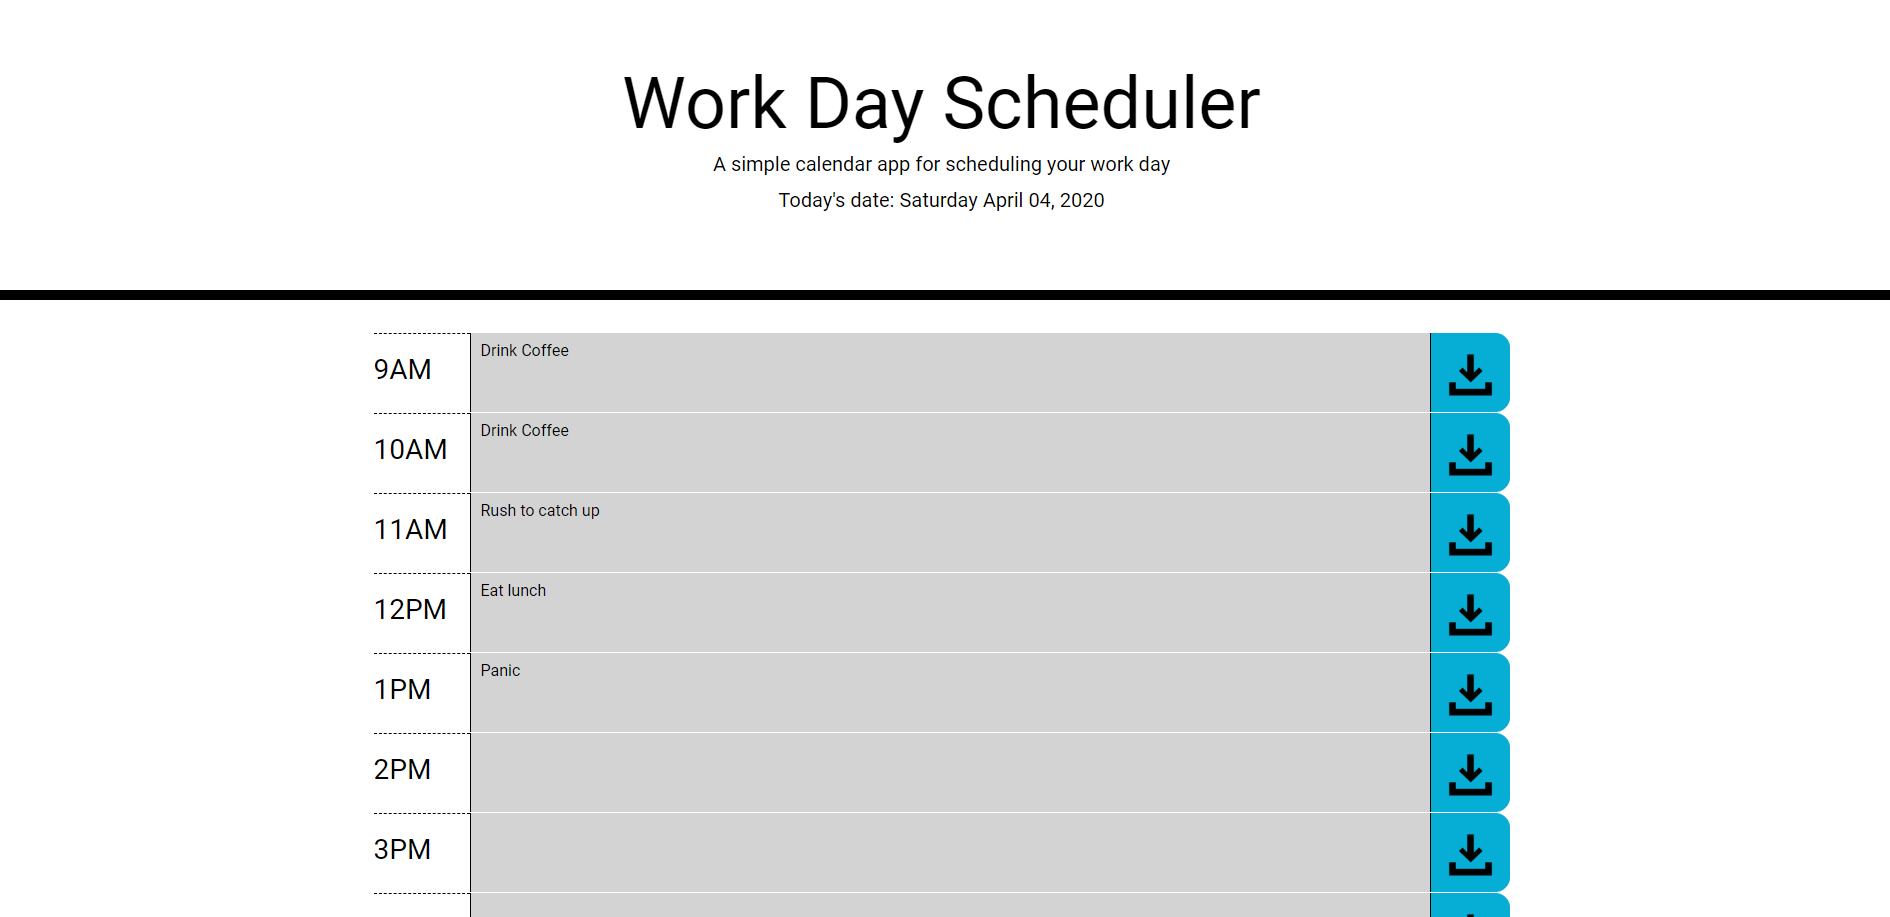 Work Day Scheduler
A simple calendar app for scheduling your work day
Today's date: Saturday April 04, 2020
9AM
Drink Coffee
10AM
Drink Coffee
11AM
Rush to catch up
12PM
Eat lunch
1PM
Panic
2PM
3PM